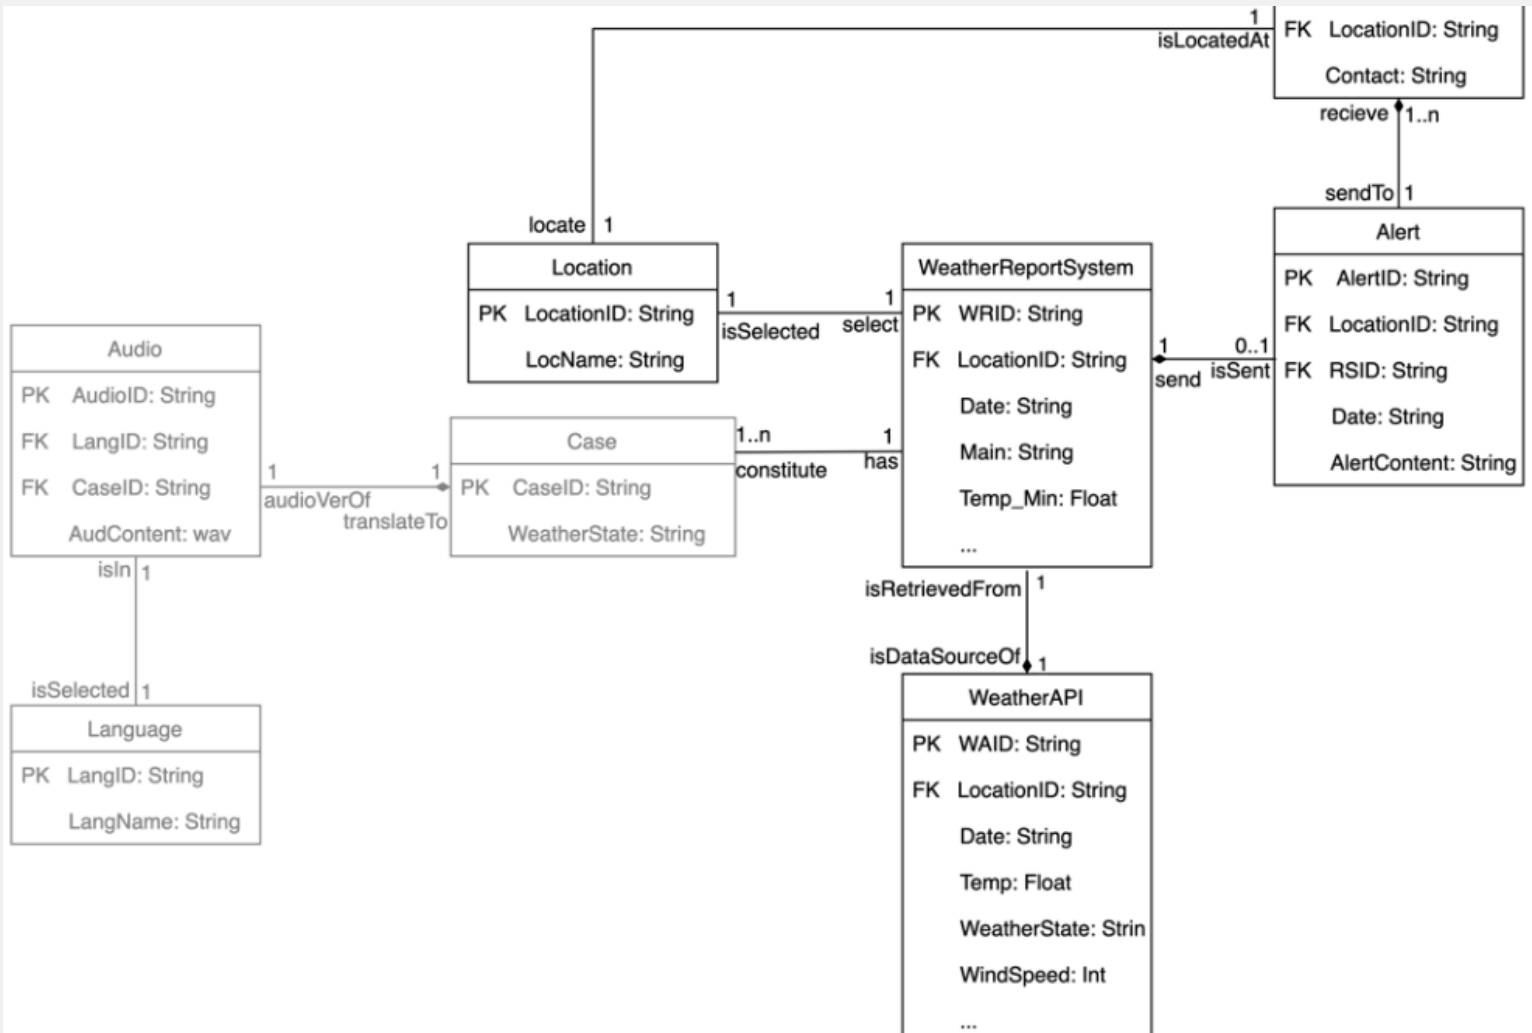 1
isLocatedAt
FK LocationID: String
Contact: String
recieve 1..n
sendTo 1
Alert
PK AlertID: String
FK LocationID: String
FK RSID: String
Date: String
AlertContent: String
locate 1
Location
PK LocationID: String
LocName: String
1 1
isSelected select
WeatherReportSystem
PK WRID: String
FK LocationID: String
Date: String
Main: String
Temp_Min: Float
...
1 0..1
send isSent
Audio
PK AudioID: String
FK LangID: String
FK CaseID: String
AudContent: wav
1 1
audioVerOf
translateTo
Case
PK CaseID: String
WeatherState: String
1..n 1
constitute has
isIn 1
isSelected 1
Language
PK LangID: String
LangName: String
isRetrievedFrom 1
isDataSourceOf 1
WeatherAPI
PK WAID: String
FK LocationID: String
Date: String
Temp: Float
WeatherState: Strin
WindSpeed: Int
...